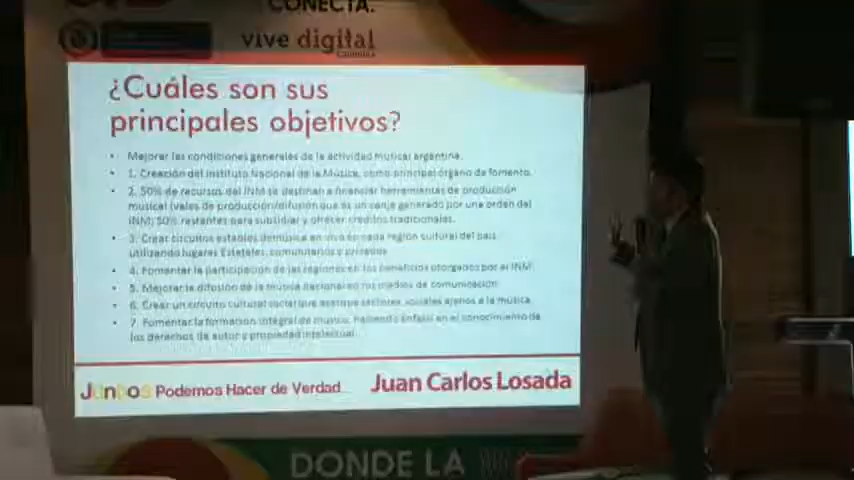 CONECTA.
vive digital
Colombia
¿Cuáles son sus
principales objetivos?
• Mejorar las condiciones generales de la actividad musical argentina.
• 1. Creación del Instituto Nacional de la Música, como principal órgano de fomento.
• 2. 50% de recursos del INM se destinan a financiar herramientas de producción
musical (vales de producción/difusión que es un canje generado por una orden del
INM; 50% restantes para subsidiar y ofrecer créditos tradicionales.
• 3. Crear circuitos estables de música en vivo en cada región cultural del país
utilizando lugares Estatales, comunitarios y privados
• 4. Fomentar la participación de las regiones en los beneficios otorgados por el INM
• 5. Mejorar la difusión de la música nacional en los medios de comunicación
• 6. Crear un circuito cultural social que acerque sectores sociales ajenos a la música.
• 7. Fomentar la formación integral de músico, haciendo énfasis en el conocimiento de
los derechos de autor y propiedad intelectual.
Juntos Podemos Hacer de Verdad
Juan Carlos Losada
DONDE LA